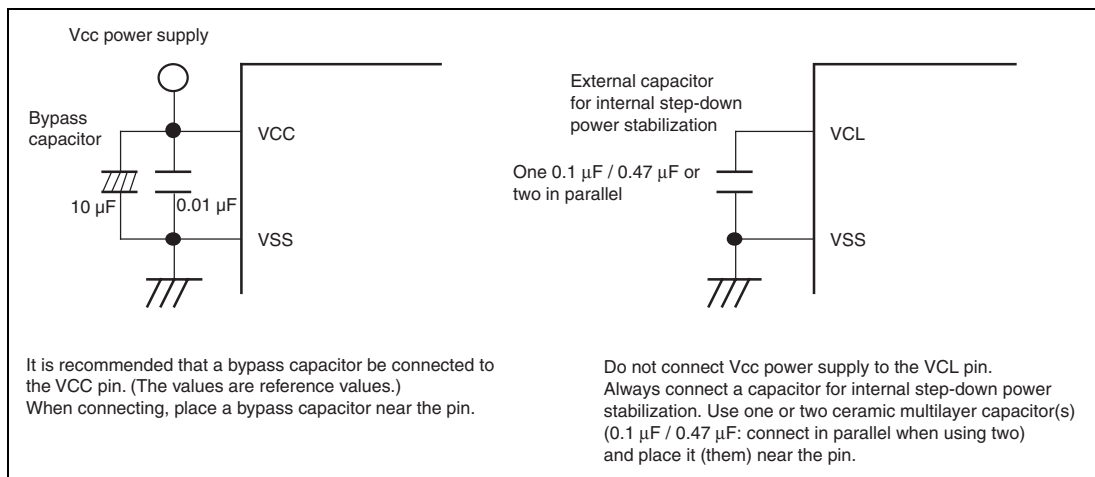 Vcc power supply
Bypass
capacitor
VCC
10 µF
0.01 µF
VSS
It is recommended that a bypass capacitor be connected to
the VCC pin. (The values are reference values.)
When connecting, place a bypass capacitor near the pin.
External capacitor
for internal step-down
power stabilization
VCL
One 0.1 µF / 0.47 µF or
two in parallel
VSS
Do not connect Vcc power supply to the VCL pin.
Always connect a capacitor for internal step-down power
stabilization. Use one or two ceramic multilayer capacitor(s)
(0.1 µF / 0.47 µF: connect in parallel when using two)
and place it (them) near the pin.